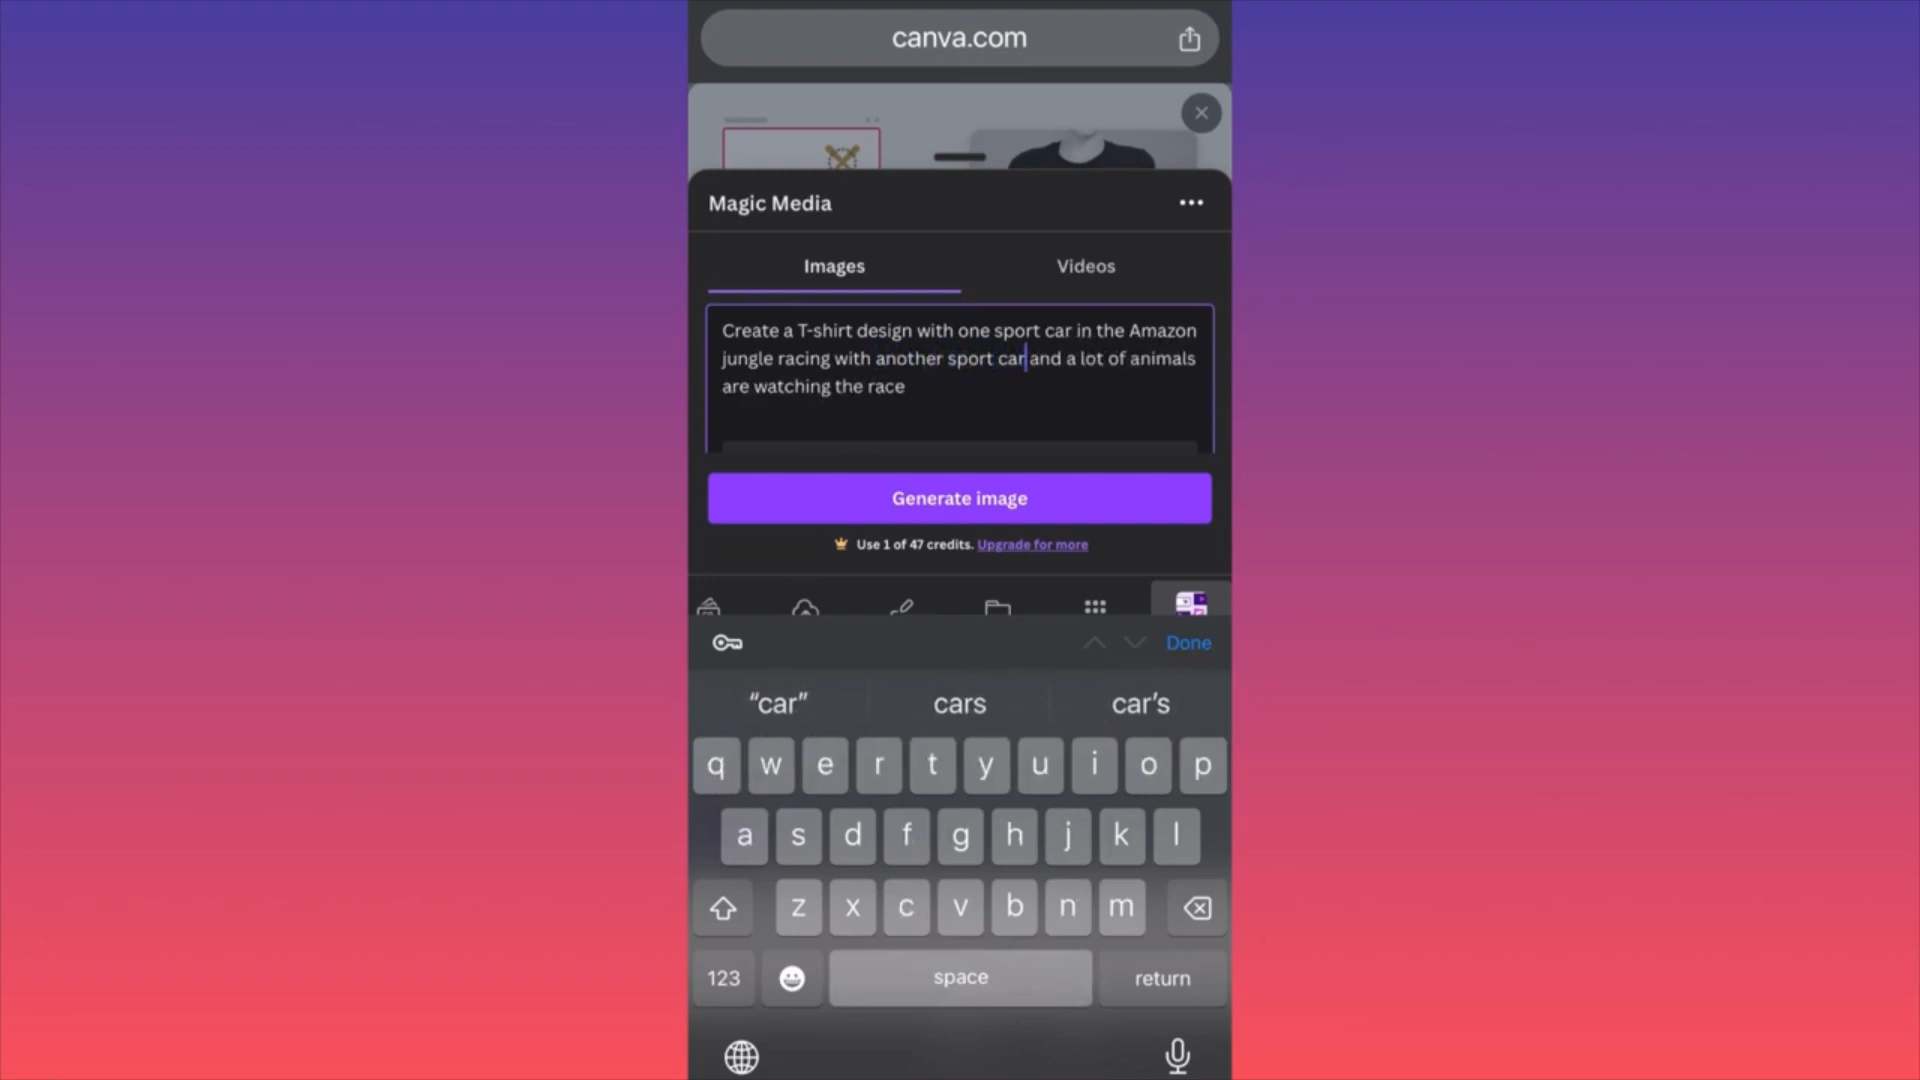 canva.com
Magic Media
Images
Videos
Create a T-shirt design with one sport car in the Amazon
jungle racing with another sport car and a lot of animals
are watching the race
Generate image
Use 1 of 47 credits. Upgrade for more
Done
“car”
cars
car’s
q w e r t y u i o p
a s d f g h j k l
z x c v b n m
123
space
return